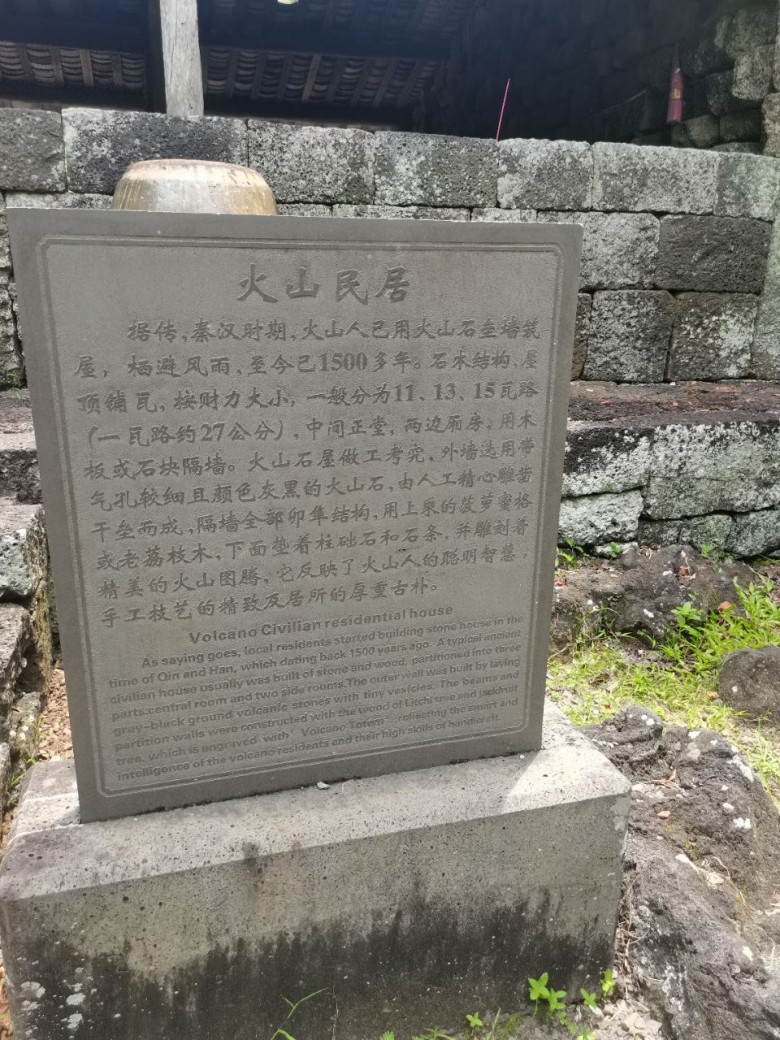 火山民居
据传，秦汉时期，火山人已用火山石垒墙筑
屋，栖避风雨，至今已1500多年。石木结构，屋
顶铺瓦，按财力大小，一般分为11、13、15瓦路
(一瓦路约27公分)，中间正堂，两边厢房，用木
板或石块隔墙。火山石屋做工考究，外墙选用带
气孔较细且颜色灰黑的火山石，由人工精心雕凿
干垒而成，隔墙全部卯隼结构，用上乘的菠萝蜜格
或老荔枝木，下面垫着柱础石和石条，并雕刻着
精美的火山图腾，它反映了火山人的聪明智慧，
手工技艺的精致及居所的厚重古朴。
Volcano Civilian residential house
As saying goes, local residents started building stone house in the
time of Qin and Han, which dating back 1500 years ago. A typical ancient
civilian house usually was built of stone and wood, partitioned into three
parts:central room and two side rooms.The outer wall was built by laying
gray-black ground volcanic stones with tiny vesicles. The beams and
partition walls were constructed with the wood of Litchi tree and jackfruit
tree, which is engraved with "Volcano Totem", reflecting the smart and
intelligence of the volcano residents and their high skills of handicraft.